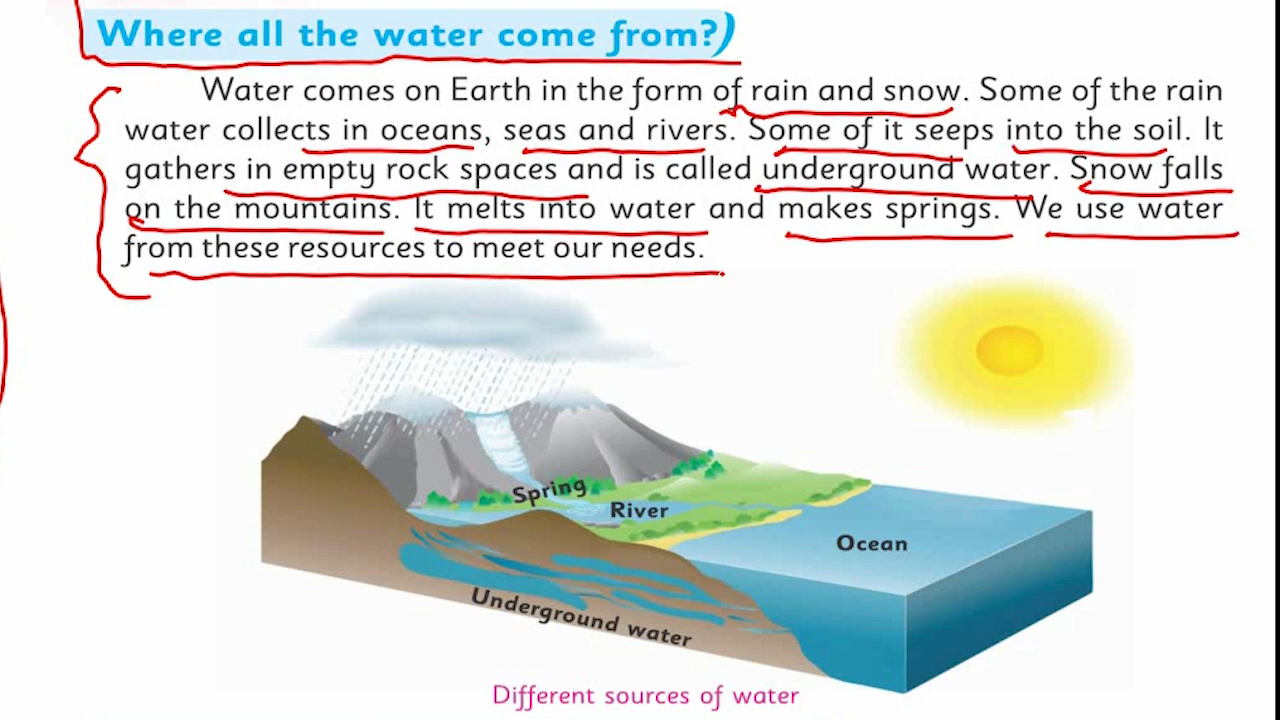 Where all the water come from?
Water comes on Earth in the form of rain and snow. Some of the rain
water collects in oceans, seas and rivers. Some of it seeps into the soil. It
gathers in empty rock spaces and is called underground water. Snow falls
on the mountains. It melts into water and makes springs. We use water
from these resources to meet our needs.
Spring
River
Ocean
Underground water
Different sources of water